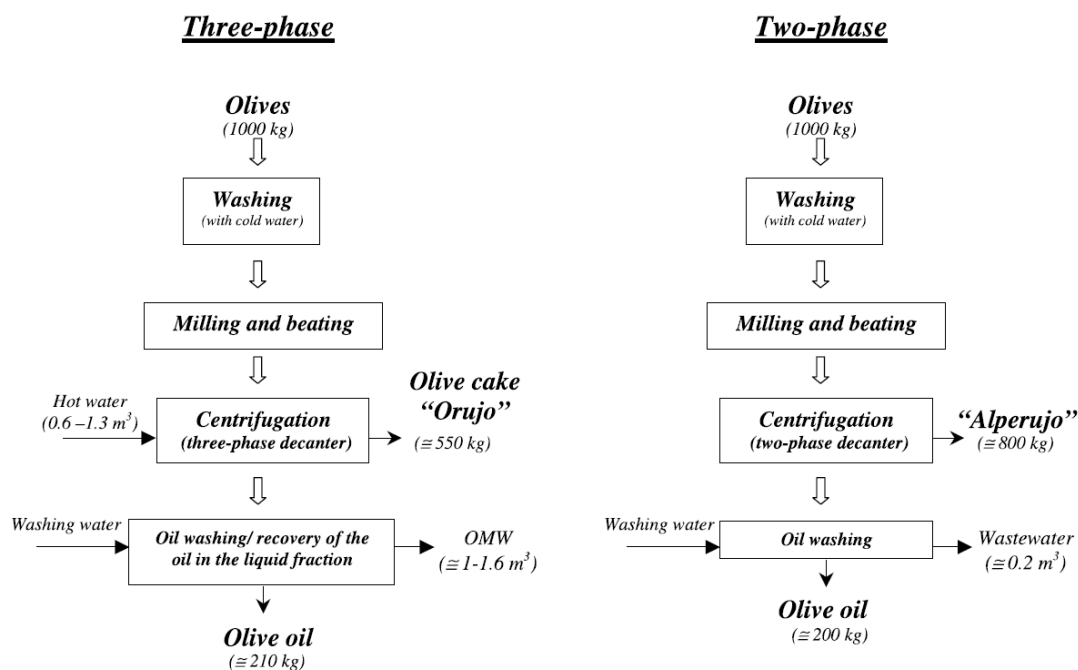 Three-phase
Olives
(1000 kg)
Washing
(with cold water)
Milling and beating
Hot water
(0.6 –1.3 m³)
Centrifugation
(three-phase decanter)
Olive cake
“Orujo”
(≅550 kg)
Washing water
Oil washing/ recovery of the
oil in the liquid fraction
OMW
(≅1-1.6 m³)
Olive oil
(≅210 kg)
Two-phase
Olives
(1000 kg)
Washing
(with cold water)
Milling and beating
Centrifugation
(two-phase decanter)
“Alperujo”
(≅800 kg)
Washing water
Oil washing
Wastewater
(≅0.2 m³)
Olive oil
(≅200 kg)